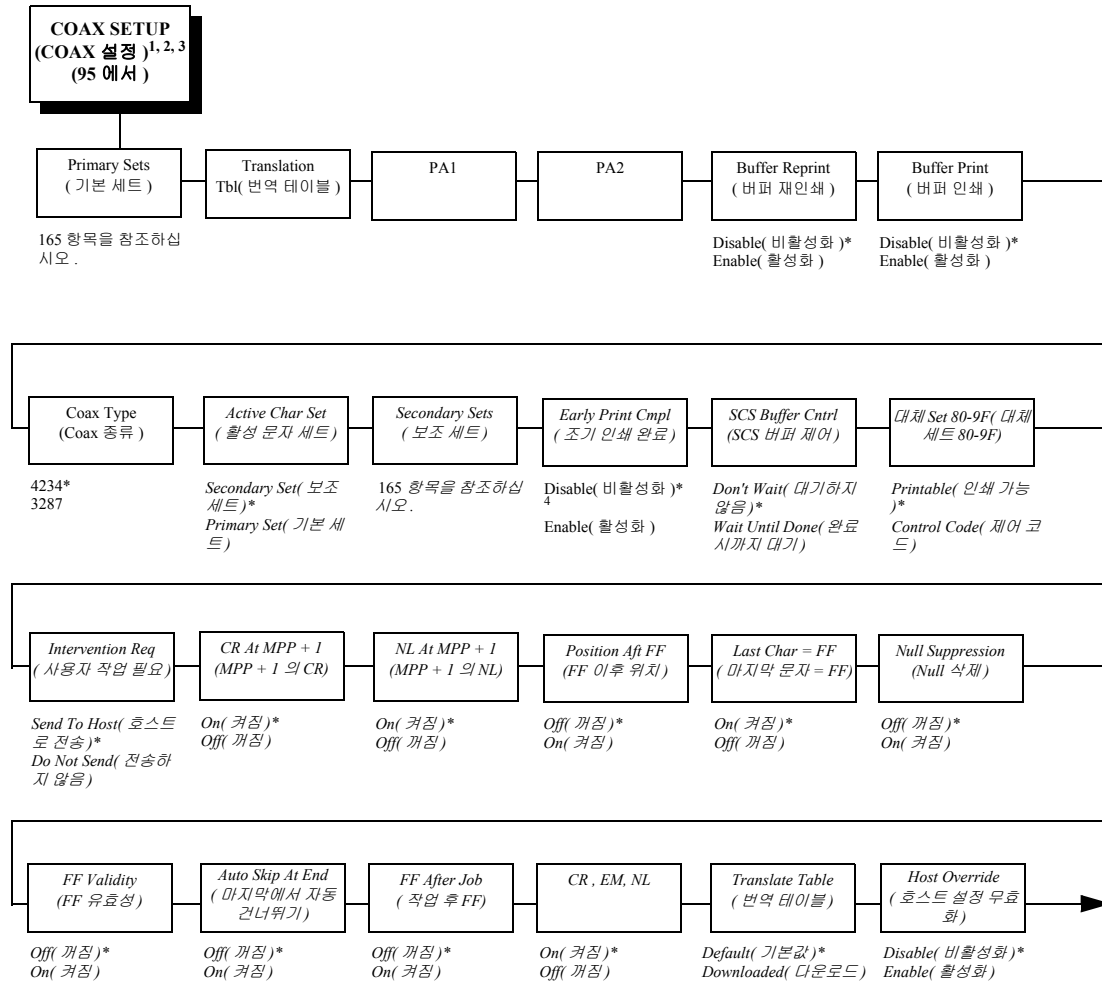 COAX SETUP
(COAX 설정 )1, 2, 3
(95 에서 )
Primary Sets
( 기본 세트 )
165 항목을 참조하십
시오 .
Translation
Tbl( 번역 테이블 )
PA1
PA2
Buffer Reprint
( 버퍼 재인쇄 )
Disable( 비활성화 )*
Enable( 활성화 )
Buffer Print
( 버퍼 인쇄 )
Disable( 비활성화 )*
Enable( 활성화 )
Coax Type
(Coax 종류 )
4234*
3287
Active Char Set
( 활성 문자 세트 )
Secondary Set( 보조
세트 )*
Primary Set( 기본 세
트 )
Secondary Sets
( 보조 세트 )
165 항목을 참조하십
시오 .
Early Print Cmpl
( 조기 인쇄 완료 )
Disable( 비활성화 )*
4
Enable( 활성화 )
SCS Buffer Cntrl
(SCS 버퍼 제어 )
Don't Wait( 대기하지
않음 )*
Wait Until Done( 완료
시까지 대기 )
대체 Set 80-9F( 대체
세트 80-9F)
Printable( 인쇄 가능
)*
Control Code( 제어 코
드 )
Intervention Req
( 사용자 작업 필요 )
Send To Host( 호스트
로 전송 )*
Do Not Send( 전송하
지 않음 )
CR At MPP + 1
(MPP + 1 의 CR)
On( 켜짐 )*
Off( 꺼짐 )
NL At MPP + 1
(MPP + 1 의 NL)
On( 켜짐 )*
Off( 꺼짐 )
Position Aft FF
(FF 이후 위치 )
Off( 꺼짐 )*
On( 켜짐 )
Last Char = FF
( 마지막 문자 = FF)
On( 켜짐 )*
Off( 꺼짐 )
Null Suppression
(Null 삭제 )
Off( 꺼짐 )*
On( 켜짐 )
FF Validity
(FF 유효성 )
Off( 꺼짐 )*
On( 켜짐 )
Auto Skip At End
( 마지막에서 자동
건너뛰기 )
Off( 꺼짐 )*
On( 켜짐 )
FF After Job
( 작업 후 FF)
Off( 꺼짐 )*
On( 켜짐 )
CR , EM, NL
On( 켜짐 )*
Off( 꺼짐 )
Translate Table
( 번역 테이블 )
Default( 기본값 )*
Downloaded( 다운로드 )
Host Override
( 호스트 설정 무효
화 )
Disable( 비활성화 )*
Enable( 활성화 )